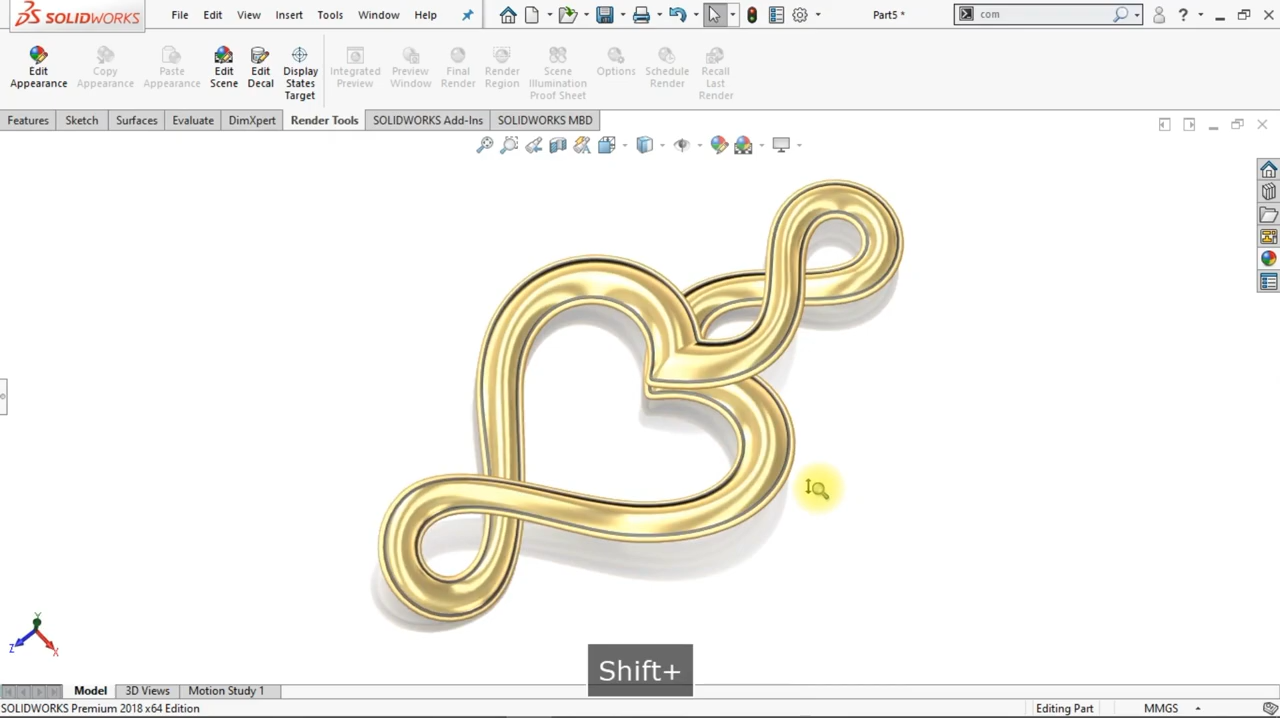 SOLIDWORKS File Edit View Insert Tools Window Help Part5 * com ?
Edit Appearance
Copy Appearance
Paste Appearance
Edit Scene
Edit Decal
Display States Target
Integrated Preview
Preview Window
Final Render
Render Region
Scene Illumination Proof Sheet
Options
Schedule Render
Recall Last Render
Features Sketch Surfaces Evaluate DimXpert Render Tools SOLIDWORKS Add-Ins SOLIDWORKS MBD
Y
Z X
Shift+
Model 3D Views Motion Study 1
SOLIDWORKS Premium 2018 x64 Edition Editing Part MMGS